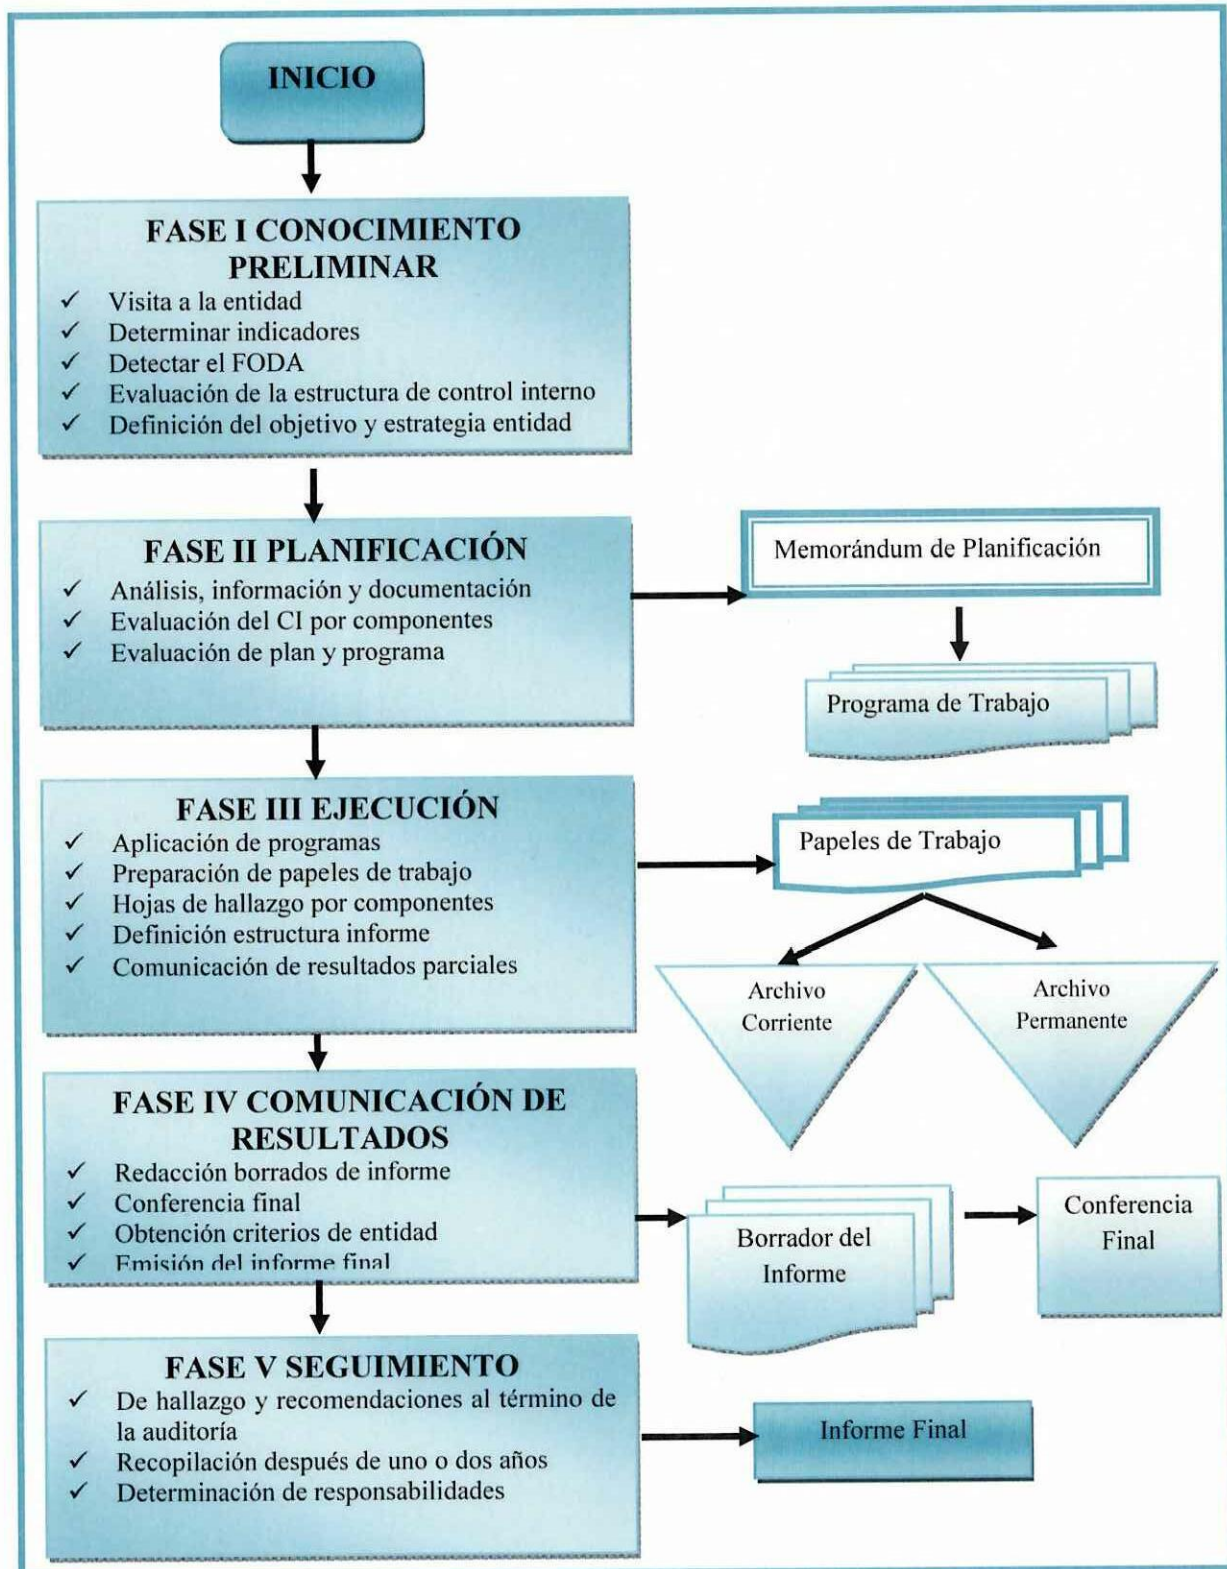 INICIO
FASE I CONOCIMIENTO
PRELIMINAR
✓ Visita a la entidad
✓ Determinar indicadores
✓ Detectar el FODA
✓ Evaluación de la estructura de control interno
✓ Definición del objetivo y estrategia entidad
FASE II PLANIFICACIÓN
✓ Análisis, información y documentación
✓ Evaluación del CI por componentes
✓ Evaluación de plan y programa
Memorándum de Planificación
Programa de Trabajo
FASE III EJECUCIÓN
✓ Aplicación de programas
✓ Preparación de papeles de trabajo
✓ Hojas de hallazgo por componentes
✓ Definición estructura informe
✓ Comunicación de resultados parciales
Papeles de Trabajo
Archivo
Corriente
Archivo
Permanente
FASE IV COMUNICACIÓN DE
RESULTADOS
✓ Redacción borrados de informe
✓ Conferencia final
✓ Obtención criterios de entidad
✓ Emisión del informe final
Borrador del
Informe
Conferencia
Final
FASE V SEGUIMIENTO
✓ De hallazgo y recomendaciones al término de
la auditoría
✓ Recopilación después de uno o dos años
✓ Determinación de responsabilidades
Informe Final